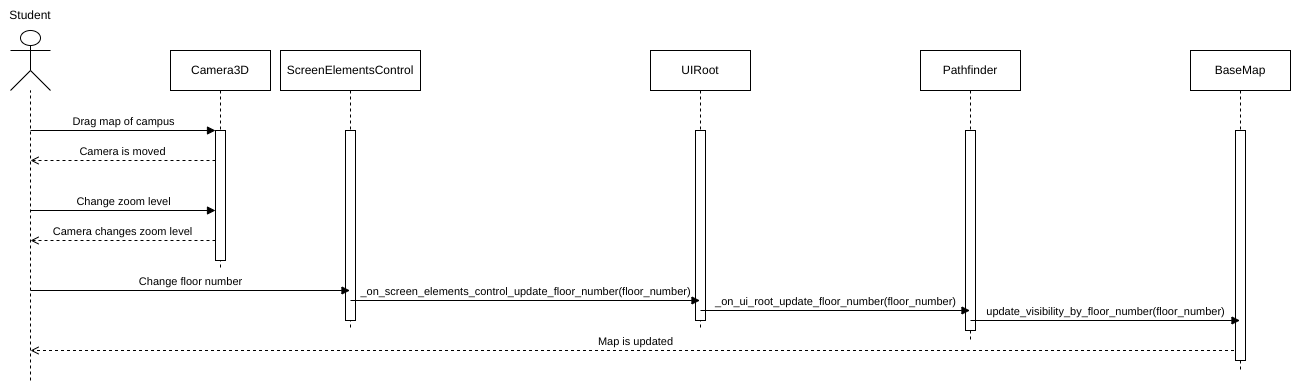 Student
Camera3D
ScreenElementsControl
UIRoot
Pathfinder
BaseMap
Drag map of campus
Camera is moved
Change zoom level
Camera changes zoom level
Change floor number
_on_screen_elements_control_update_floor_number(floor_number)
_on_ui_root_update_floor_number(floor_number)
update_visibility_by_floor_number(floor_number)
Map is updated